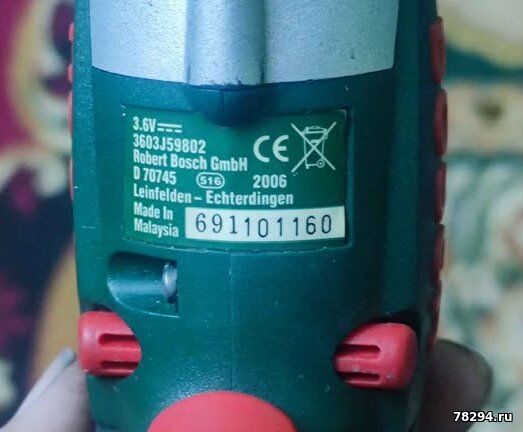 3.6V
3603J59802
Robert Bosch GmbH
D 70745 S16 2006
Leinfelden – Echterdingen
Made In
Malaysia 691101160
CE
78294.ru